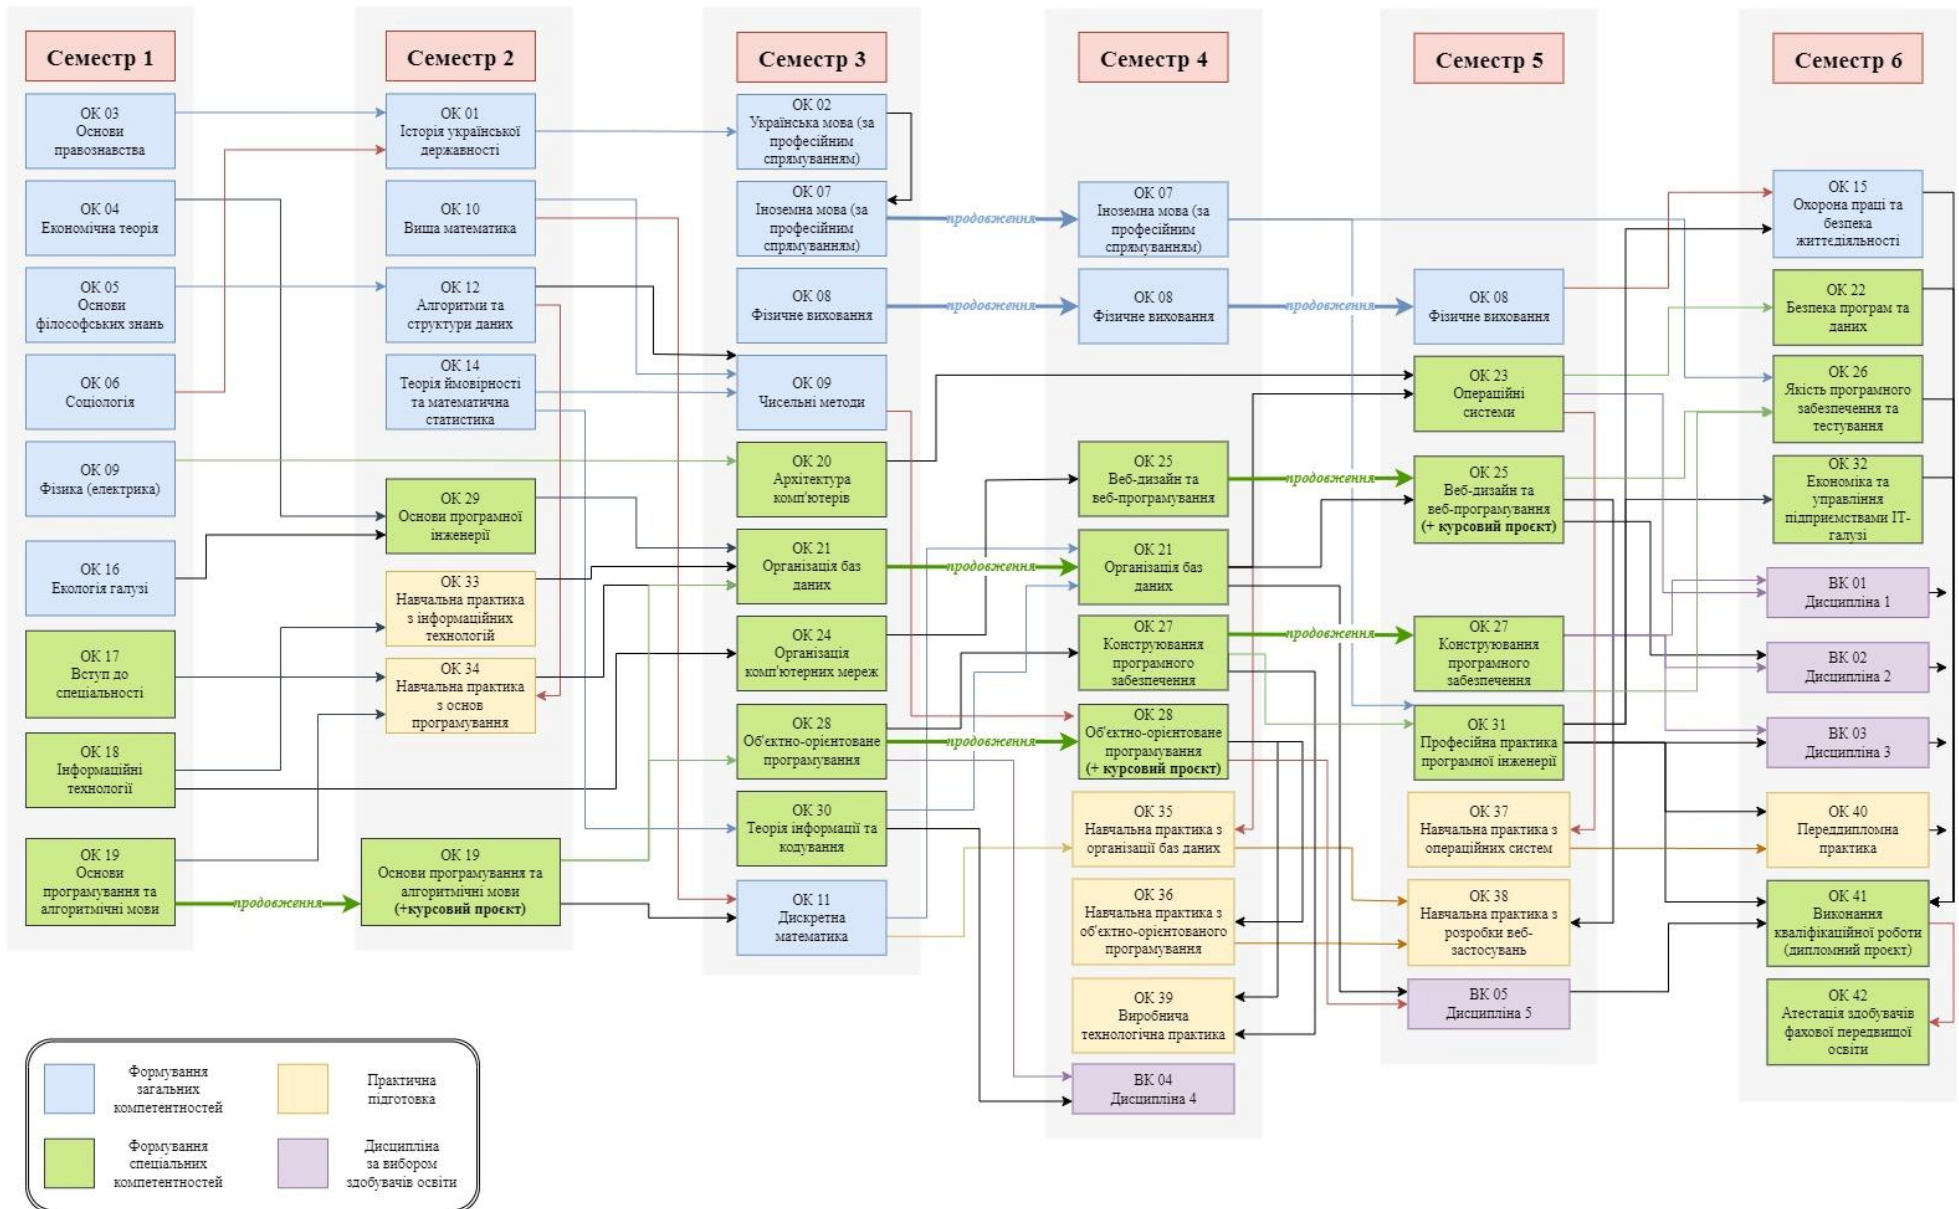 Семестр 1
ОК 03
Основи
правознавства
ОК 04
Економічна теорія
ОК 05
Основи
філософських знань
ОК 06
Соціологія
ОК 09
Фізика (електрика)
ОК 16
Екологія галузі
ОК 17
Вступ до
спеціальності
ОК 18
Інформаційні
технології
ОК 19
Основи
програмування та
алгоритмічні мови
продовження
Семестр 2
ОК 01
Історія української
державності
ОК 10
Вища математика
ОК 12
Алгоритми та
структури даних
ОК 14
Теорія ймовірності
та математична
статистика
ОК 29
Основи програмної
інженерії
ОК 33
Навчальна практика
з інформаційних
технологій
ОК 34
Навчальна практика
з основ
програмування
ОК 19
Основи програмування та
алгоритмічні мови
(+курсовий проєкт)
Семестр 3
ОК 02
Українська мова (за
професійним
спрямуванням)
ОК 07
Іноземна мова (за
професійним
спрямуванням)
продовження
ОК 08
Фізичне виховання
продовження
ОК 09
Чисельні методи
ОК 20
Архітектура
комп'ютерів
ОК 21
Організація баз
даних
продовження
ОК 24
Організація
комп'ютерних мереж
ОК 28
Об'єктно-орієнтоване
програмування
продовження
ОК 30
Теорія інформації та
кодування
ОК 11
Дискретна
математика
Семестр 4
ОК 07
Іноземна мова (за
професійним
спрямуванням)
ОК 08
Фізичне виховання
продовження
ОК 25
Веб-дизайн та
веб-програмування
продовження
ОК 21
Організація баз
даних
ОК 27
Конструювання
програмного
забезпечення
продовження
ОК 28
Об'єктно-орієнтоване
програмування
(+ курсовий проєкт)
ОК 35
Навчальна практика з
організації баз даних
ОК 36
Навчальна практика з
об'єктно-орієнтованого
програмування
ОК 39
Виробнича
технологічна практика
ВК 04
Дисципліна 4
Семестр 5
ОК 08
Фізичне виховання
ОК 23
Операційні
системи
ОК 25
Веб-дизайн та
веб-програмування
(+ курсовий проєкт)
ОК 27
Конструювання
програмного
забезпечення
ОК 31
Професійна практика
програмної інженерії
ОК 37
Навчальна практика з
операційних систем
ОК 38
Навчальна практика з
розробки веб-
застосувань
ВК 05
Дисципліна 5
Семестр 6
ОК 15
Охорона праці та
безпека
життєдіяльності
ОК 22
Безпека програм та
даних
ОК 26
Якість програмного
забезпечення та
тестування
ОК 32
Економіка та
управління
підприємствами ІТ-
галузі
ВК 01
Дисципліна 1
ВК 02
Дисципліна 2
ВК 03
Дисципліна 3
ОК 40
Переддипломна
практика
ОК 41
Виконання
кваліфікаційної роботи
(дипломний проєкт)
ОК 42
Атестація здобувачів
фахової передвищої
освіти
Формування
загальних
компетентностей
Практична
підготовка
Формування
спеціальних
компетентностей
Дисципліна
за вибором
здобувачів освіти